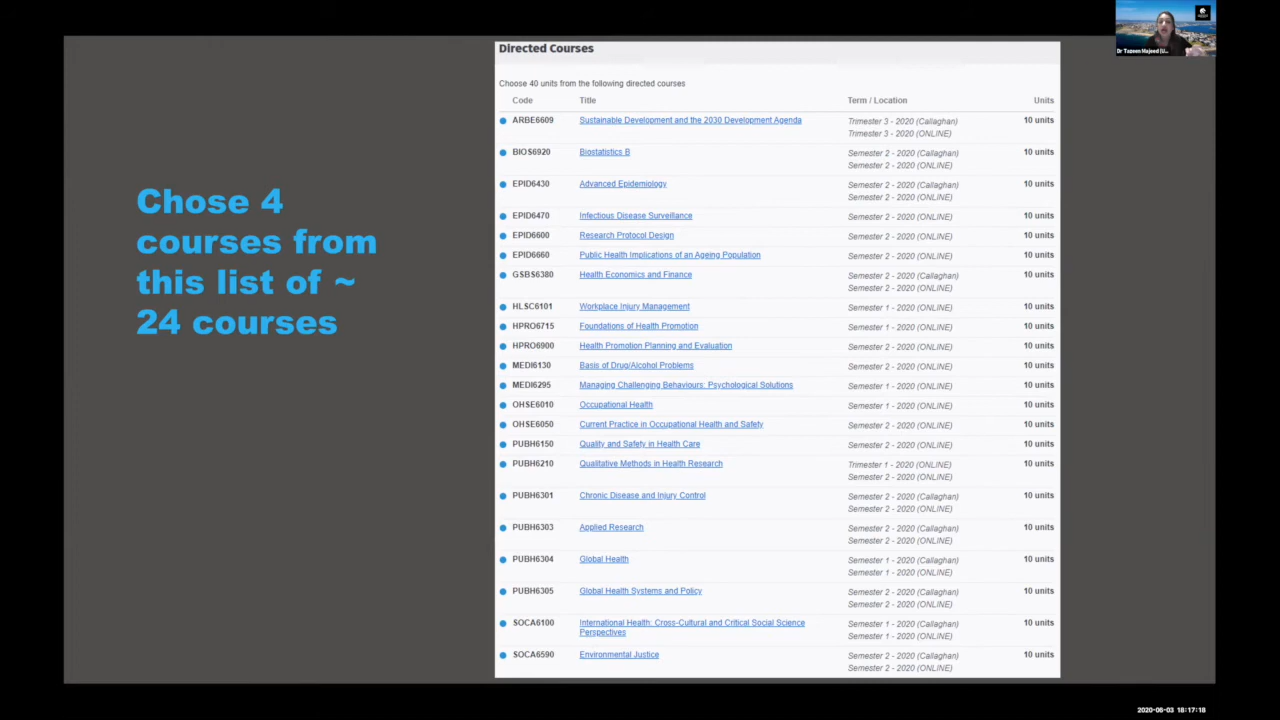 Directed Courses
Choose 40 units from the following directed courses
Code Title Term / Location Units
ARBE6609 Sustainable Development and the 2030 Development Agenda Trimester 3 - 2020 (Callaghan) 10 units
Trimester 3 - 2020 (ONLINE)
BIOS6920 Biostatistics B Semester 2 - 2020 (Callaghan) 10 units
Semester 2 - 2020 (ONLINE)
EPID6430 Advanced Epidemiology Semester 2 - 2020 (Callaghan) 10 units
Semester 2 - 2020 (ONLINE)
EPID6470 Infectious Disease Surveillance Semester 2 - 2020 (ONLINE) 10 units
EPID6600 Research Protocol Design Semester 2 - 2020 (ONLINE) 10 units
EPID6660 Public Health Implications of an Ageing Population Semester 2 - 2020 (ONLINE) 10 units
GSBS6380 Health Economics and Finance Semester 2 - 2020 (Callaghan) 10 units
Semester 2 - 2020 (ONLINE)
HLSC6101 Workplace Injury Management Semester 1 - 2020 (ONLINE) 10 units
HPRO6715 Foundations of Health Promotion Semester 1 - 2020 (ONLINE) 10 units
HPRO6900 Health Promotion Planning and Evaluation Semester 2 - 2020 (ONLINE) 10 units
MEDI6130 Basis of Drug/Alcohol Problems Semester 2 - 2020 (ONLINE) 10 units
MEDI6295 Managing Challenging Behaviours: Psychological Solutions Semester 1 - 2020 (ONLINE) 10 units
OHSE6010 Occupational Health Semester 1 - 2020 (ONLINE) 10 units
OHSE6050 Current Practice in Occupational Health and Safety Semester 2 - 2020 (ONLINE) 10 units
PUBH6150 Quality and Safety in Health Care Semester 2 - 2020 (ONLINE) 10 units
PUBH6210 Qualitative Methods in Health Research Trimester 1 - 2020 (ONLINE) 10 units
Semester 2 - 2020 (ONLINE)
PUBH6301 Chronic Disease and Injury Control Semester 2 - 2020 (Callaghan) 10 units
Semester 2 - 2020 (ONLINE)
PUBH6303 Applied Research Semester 2 - 2020 (Callaghan) 10 units
Semester 2 - 2020 (ONLINE)
PUBH6304 Global Health Semester 1 - 2020 (Callaghan) 10 units
Semester 1 - 2020 (ONLINE)
PUBH6305 Global Health Systems and Policy Semester 2 - 2020 (Callaghan) 10 units
Semester 2 - 2020 (ONLINE)
SOCA6100 International Health: Cross-Cultural and Critical Social Science Semester 1 - 2020 (Callaghan) 10 units
Perspectives Semester 1 - 2020 (ONLINE)
SOCA6590 Environmental Justice Semester 2 - 2020 (Callaghan) 10 units
Semester 2 - 2020 (ONLINE)
Chose 4
courses from
this list of ~
24 courses
Dr Tazeen Majeed (U...
2020-06-03 18:17:18